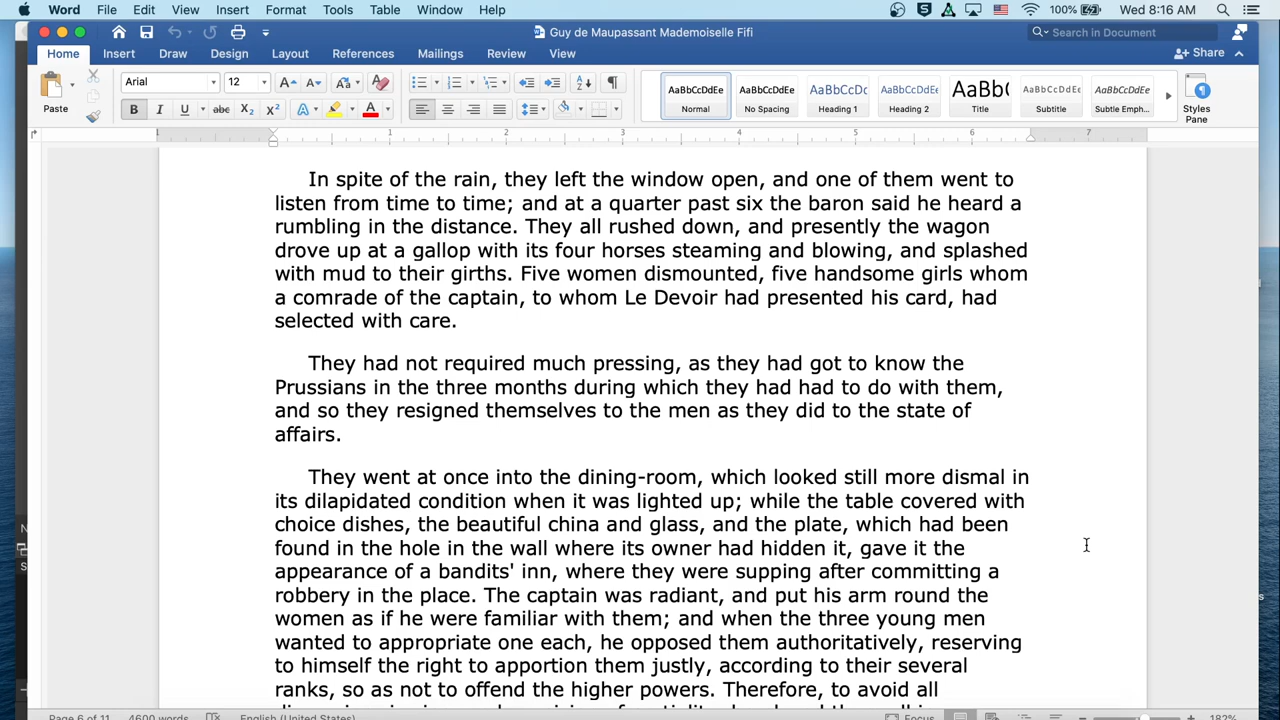 Word File Edit View Insert Format Tools Table Window Help 100% Wed 8:16 AM
Guy de Maupassant Mademoiselle Fifi
Search in Document
Home Insert Draw Design Layout References Mailings Review View
Share
Paste
Arial 12
AaBbCcDdEe AaBbCcDdEe AaBbCcDc AaBbCcDdEe AaBb( AaBbCcDdEe AaBbCcDdEe
Normal No Spacing Heading 1 Heading 2 Title Subtitle Subtle Emph...
Styles
Pane
1 1 2 3 4 5 6 7
In spite of the rain, they left the window open, and one of them went to
listen from time to time; and at a quarter past six the baron said he heard a
rumbling in the distance. They all rushed down, and presently the wagon
drove up at a gallop with its four horses steaming and blowing, and splashed
with mud to their girths. Five women dismounted, five handsome girls whom
a comrade of the captain, to whom Le Devoir had presented his card, had
selected with care.
They had not required much pressing, as they had got to know the
Prussians in the three months during which they had had to do with them,
and so they resigned themselves to the men as they did to the state of
affairs.
They went at once into the dining-room, which looked still more dismal in
its dilapidated condition when it was lighted up; while the table covered with
choice dishes, the beautiful china and glass, and the plate, which had been
found in the hole in the wall where its owner had hidden it, gave it the
appearance of a bandits' inn, where they were supping after committing a
robbery in the place. The captain was radiant, and put his arm round the
women as if he were familiar with them; and when the three young men
wanted to appropriate one each, he opposed them authoritatively, reserving
to himself the right to apportion them justly, according to their several
ranks, so as not to offend the higher powers. Therefore, to avoid all
Page 6 of 11 4600 words English (United States) Focus 182%